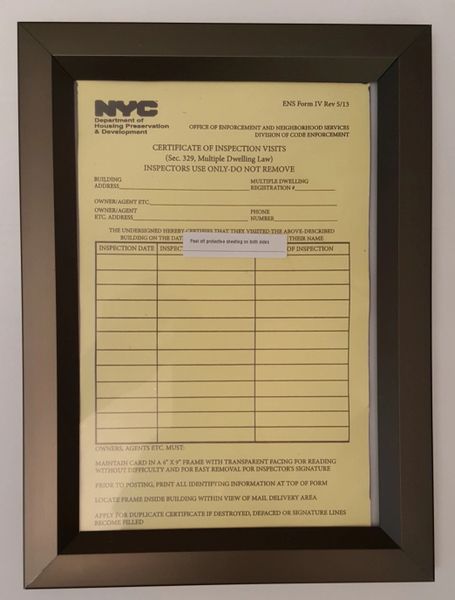 NYC
Department of
Housing Preservation
& Development
ENS Form IV Rev 5/13
OFFICE OF ENFORCEMENT AND NEIGHBORHOOD SERVICES
DIVISION OF CODE ENFORCEMENT
CERTIFICATE OF INSPECTION VISITS
(Sec. 329, Multiple Dwelling Law)
INSPECTORS USE ONLY-DO NOT REMOVE
BUILDING
ADDRESS
MULTIPLE DWELLING
REGISTRATION #
OWNER/AGENT ETC.
OWNER/AGENT
ETC. ADDRESS
PHONE
NUMBER
THE UNDERSIGNED HEREBY CERTIFIES THAT THEY VISITED THE ABOVE-DESCRIBED
BUILDING ON THE DAT THEIR NAME
Peel off protective sheeting on both sides
INSPECTION DATE INSPEC OF INSPECTION
OWNERS, AGENTS ETC. MUST:
MAINTAIN CARD IN A 6" X 9" FRAME WITH TRANSPARENT FACING FOR READING
WITHOUT DIFFICULTY AND FOR EASY REMOVAL FOR INSPECTOR'S SIGNATURE
PRIOR TO POSTING, PRINT ALL IDENTIFYING INFORMATION AT TOP OF FORM
LOCATE FRAME INSIDE BUILDING WITHIN VIEW OF MAIL DELIVERY AREA
APPLY FOR DUPLICATE CERTIFICATE IF DESTROYED, DEFACED OR SIGNATURE LINES
BECOME FILLED